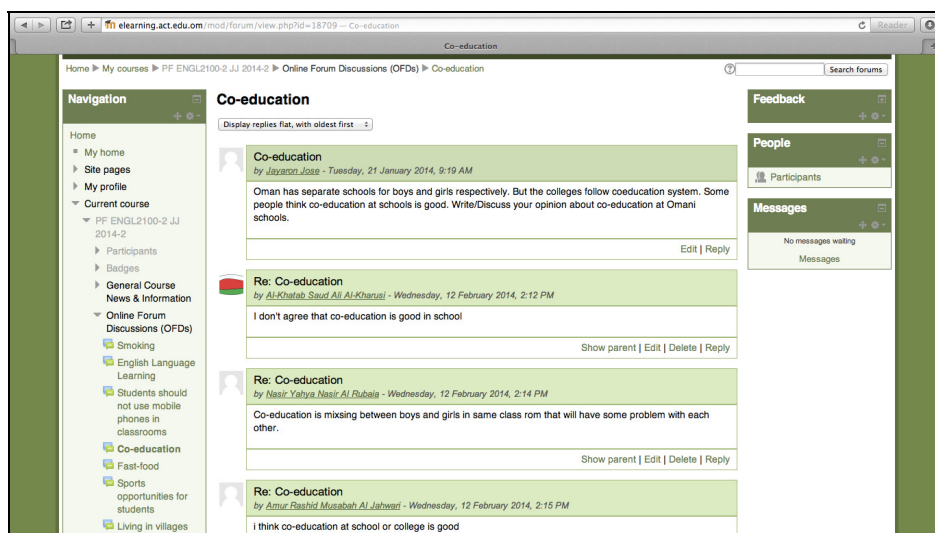 elearning.act.edu.om/mod/forum/view.php?id=18709 — Co-education
Reader
Co-education
Home ▶ My courses ▶ PF ENGL2100-2 JJ 2014-2 ▶ Online Forum Discussions (OFDs) ▶ Co-education
Search forums
Navigation
Home
My home
Site pages
My profile
Current course
PF ENGL2100-2 JJ
2014-2
Participants
Badges
General Course
News & Information
Online Forum
Discussions (OFDs)
Smoking
English Language
Learning
Students should
not use mobile
phones in
classrooms
Co-education
Fast-food
Sports
opportunities for
students
Living in villages
Co-education
Display replies flat, with oldest first
Co-education
by Jayaron Jose - Tuesday, 21 January 2014, 9:19 AM
Oman has separate schools for boys and girls respectively. But the colleges follow coeducation system. Some
people think co-education at schools is good. Write/Discuss your opinion about co-education at Omani
schools.
Edit | Reply
Re: Co-education
by Al-Khatab Saud Ali Al-Kharusi - Wednesday, 12 February 2014, 2:12 PM
I don't agree that co-education is good in school
Show parent | Edit | Delete | Reply
Re: Co-education
by Nasir Yahya Nasir Al Rubaia - Wednesday, 12 February 2014, 2:14 PM
Co-education is mixsing between boys and girls in same class rom that will have some problem with each
other.
Show parent | Edit | Delete | Reply
Re: Co-education
by Amur Rashid Musabah Al Jahwari - Wednesday, 12 February 2014, 2:15 PM
i think co-education at school or college is good
Feedback
People
Participants
Messages
No messages waiting
Messages